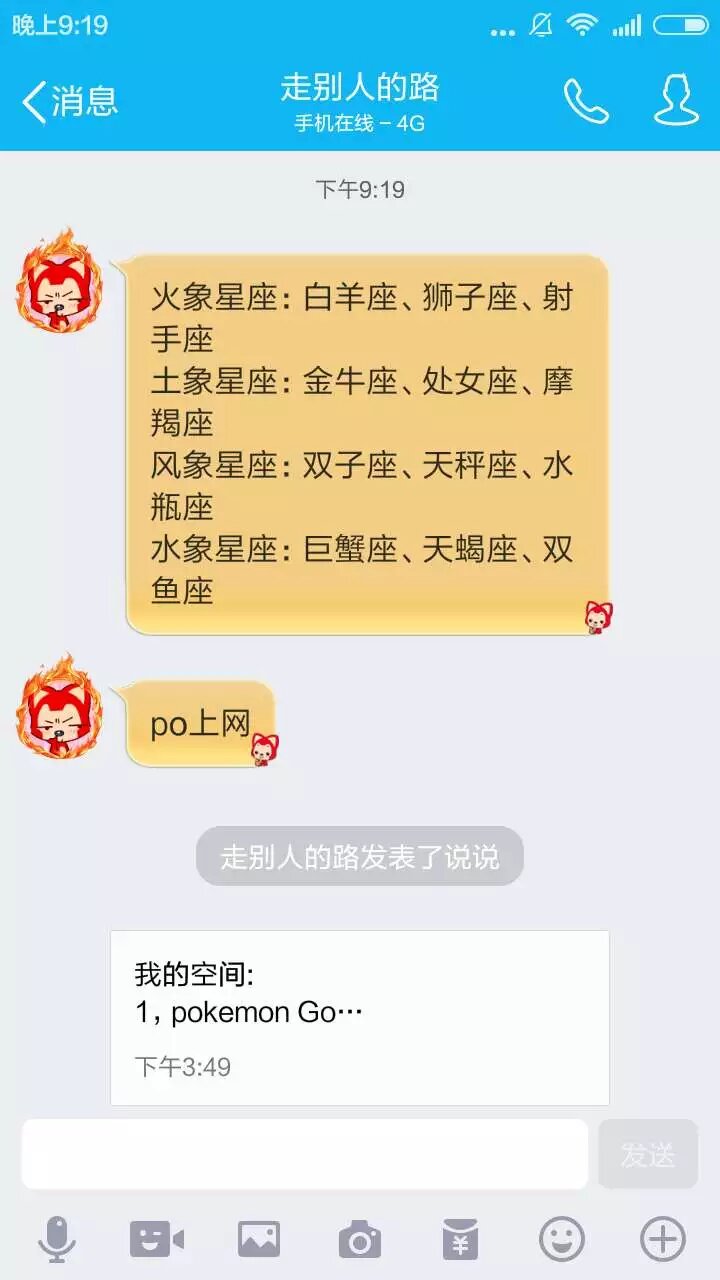 晚上9:19
消息
走别人的路
手机在线 – 4G
下午9:19
火象星座: 白羊座、狮子座、射
手座
土象星座: 金牛座、处女座、摩
羯座
风象星座: 双子座、天秤座、水
瓶座
水象星座: 巨蟹座、天蝎座、双
鱼座
po上网
走别人的路发表了说说
我的空间:
1, pokemon Go…
下午3:49
发送